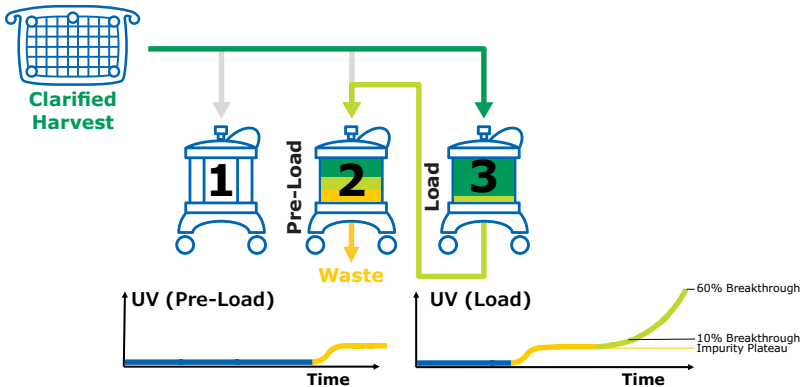 Clarified
Harvest
1
Pre-Load
2
Load
3
Waste
UV (Pre-Load)
Time
UV (Load)
60% Breakthrough
10% Breakthrough
Impurity Plateau
Time